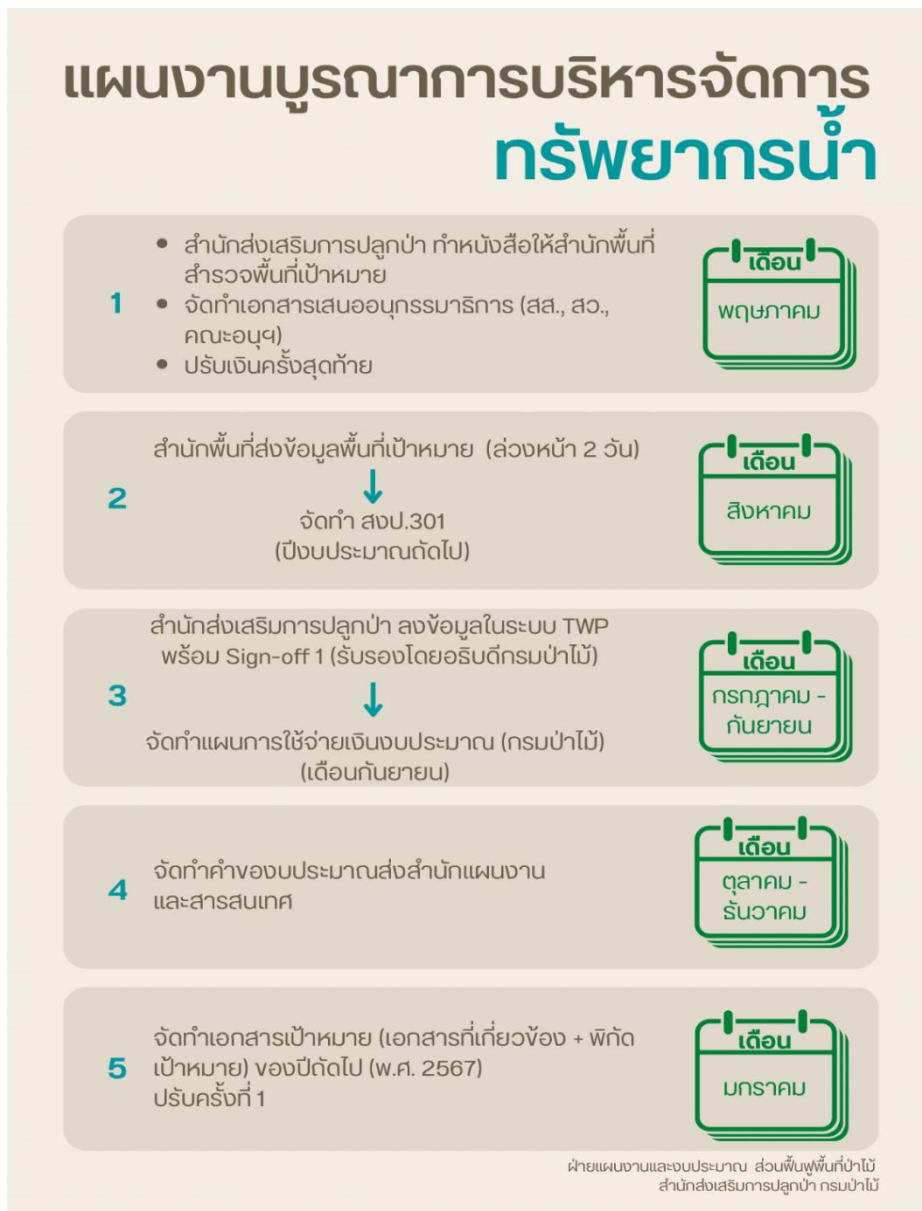 แผนงานบูรณาการบริหารจัดการ
ทรัพยากรน้ำ
1
• สำนักส่งเสริมการปลูกป่า ทำหนังสือให้สำนักพื้นที่
สำรวจพื้นที่เป้าหมาย
• จัดทำเอกสารเสนออนุกรรมาธิการ (สส., สว.,
คณะอนุฯ)
• ปรับเงินครั้งสุดท้าย
เดือน
พฤษภาคม
2
สำนักพื้นที่ส่งข้อมูลพื้นที่เป้าหมาย (ล่วงหน้า 2 วัน)
↓
จัดทำ สงป.301
(ปีงบประมาณถัดไป)
เดือน
สิงหาคม
3
สำนักส่งเสริมการปลูกป่า ลงข้อมูลในระบบ TWP
พร้อม Sign-off 1 (รับรองโดยอธิบดีกรมป่าไม้)
↓
จัดทำแผนการใช้จ่ายเงินงบประมาณ (กรมป่าไม้)
(เดือนกันยายน)
เดือน
กรกฎาคม -
กันยายน
4
จัดทำคำของบประมาณส่งสำนักแผนงาน
และสารสนเทศ
เดือน
ตุลาคม -
ธันวาคม
5
จัดทำเอกสารเป้าหมาย (เอกสารที่เกี่ยวข้อง + พิกัด
เป้าหมาย) ของปีถัดไป (พ.ศ. 2567)
ปรับครั้งที่ 1
เดือน
มกราคม
ฝ่ายแผนงานและงบประมาณ ส่วนฟื้นฟูพื้นที่ป่าไม้
สำนักส่งเสริมการปลูกป่า กรมป่าไม้